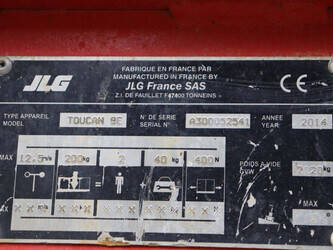 FABRIQUE EN FRANCE PAR
MANUFACTURED IN FRANCE BY
JLG JLG France SAS CE
Z.I. DE FAUILLET F47400 TONNEINS
TYPE APPAREIL N° DE SERIE ANNEE
MODEL TOUCAN 8E SERIAL N° A300052541 YEAR 2014
MAX 12.5m/s 200kg 2 40kg 400N POIDS A VIDE
GVW
MAX